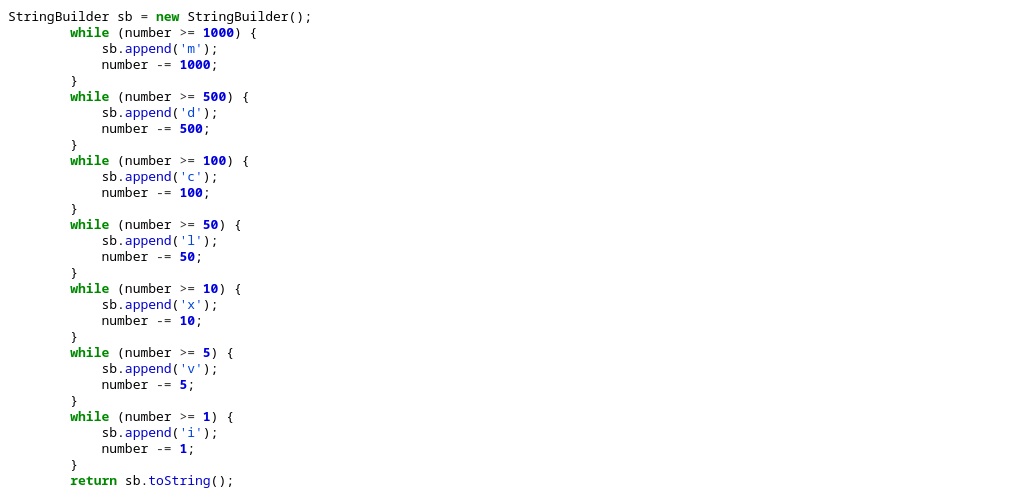 StringBuilder sb = new StringBuilder();
        while (number >= 1000) {
            sb.append('m');
            number -= 1000;
        }
        while (number >= 500) {
            sb.append('d');
            number -= 500;
        }
        while (number >= 100) {
            sb.append('c');
            number -= 100;
        }
        while (number >= 50) {
            sb.append('l');
            number -= 50;
        }
        while (number >= 10) {
            sb.append('x');
            number -= 10;
        }
        while (number >= 5) {
            sb.append('v');
            number -= 5;
        }
        while (number >= 1) {
            sb.append('i');
            number -= 1;
        }
        return sb.toString();